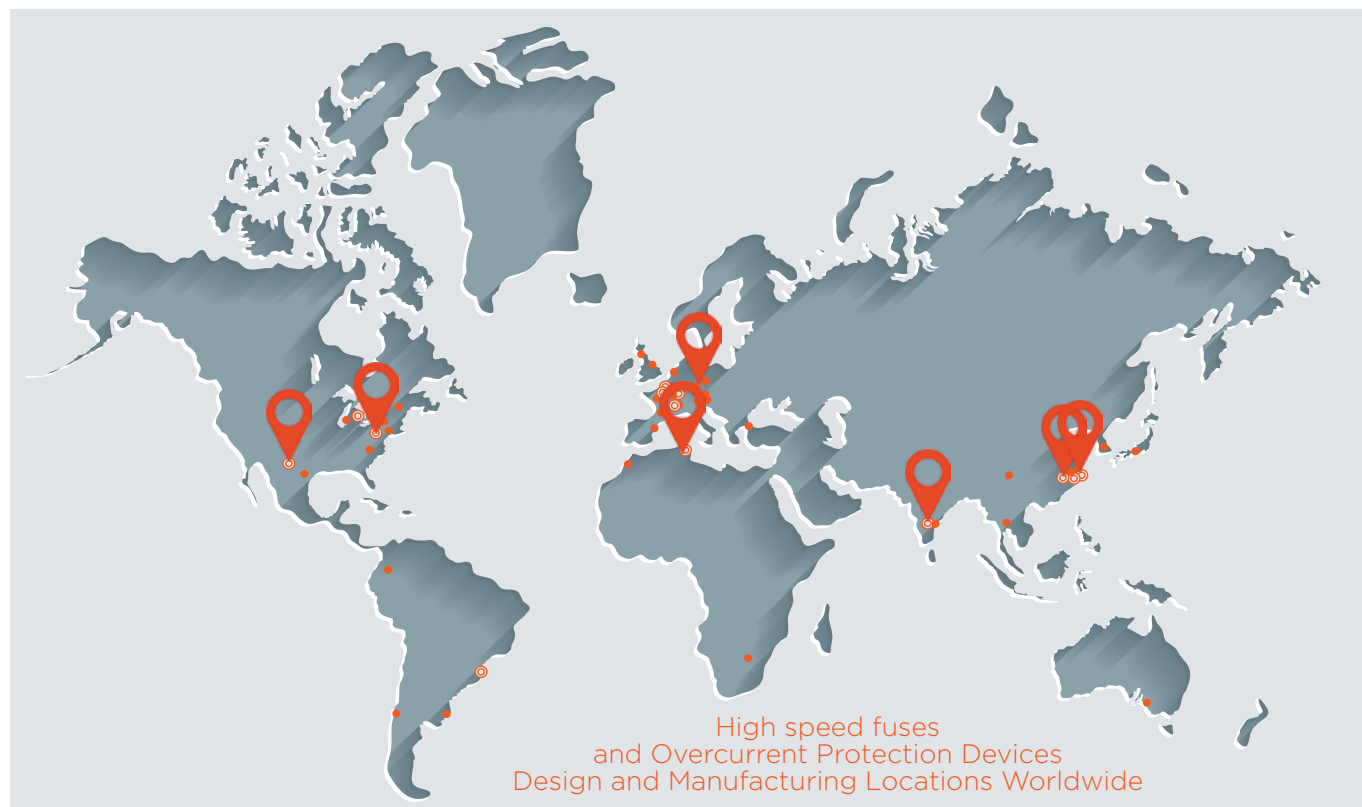 High speed fuses
and Overcurrent Protection Devices
Design and Manufacturing Locations Worldwide